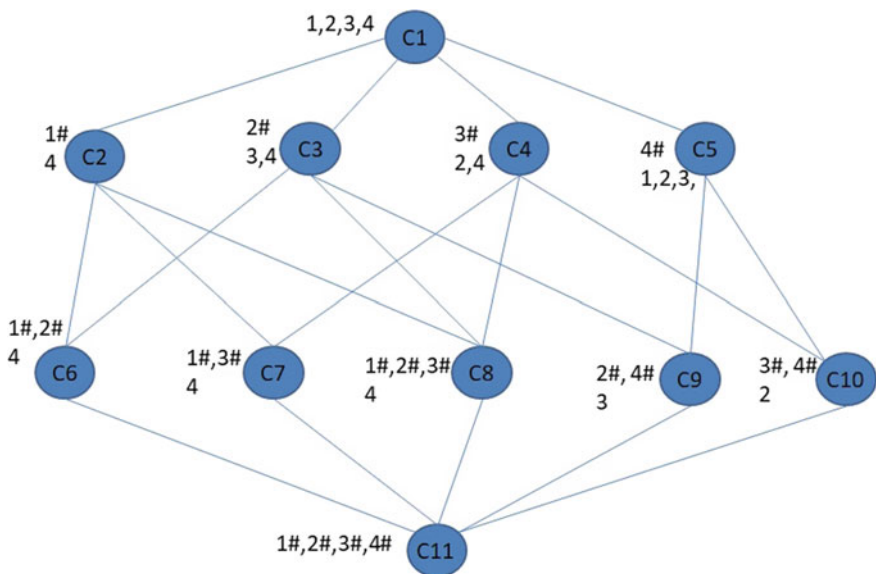 1,2,3,4 C1
1#
4 C2
2#
3,4 C3
3#
2,4 C4
4#
1,2,3, C5
1#,2#
4 C6
1#,3#
4 C7
1#,2#,3#
4 C8
2#, 4#
3 C9
3#, 4#
2 C10
1#,2#,3#,4# C11